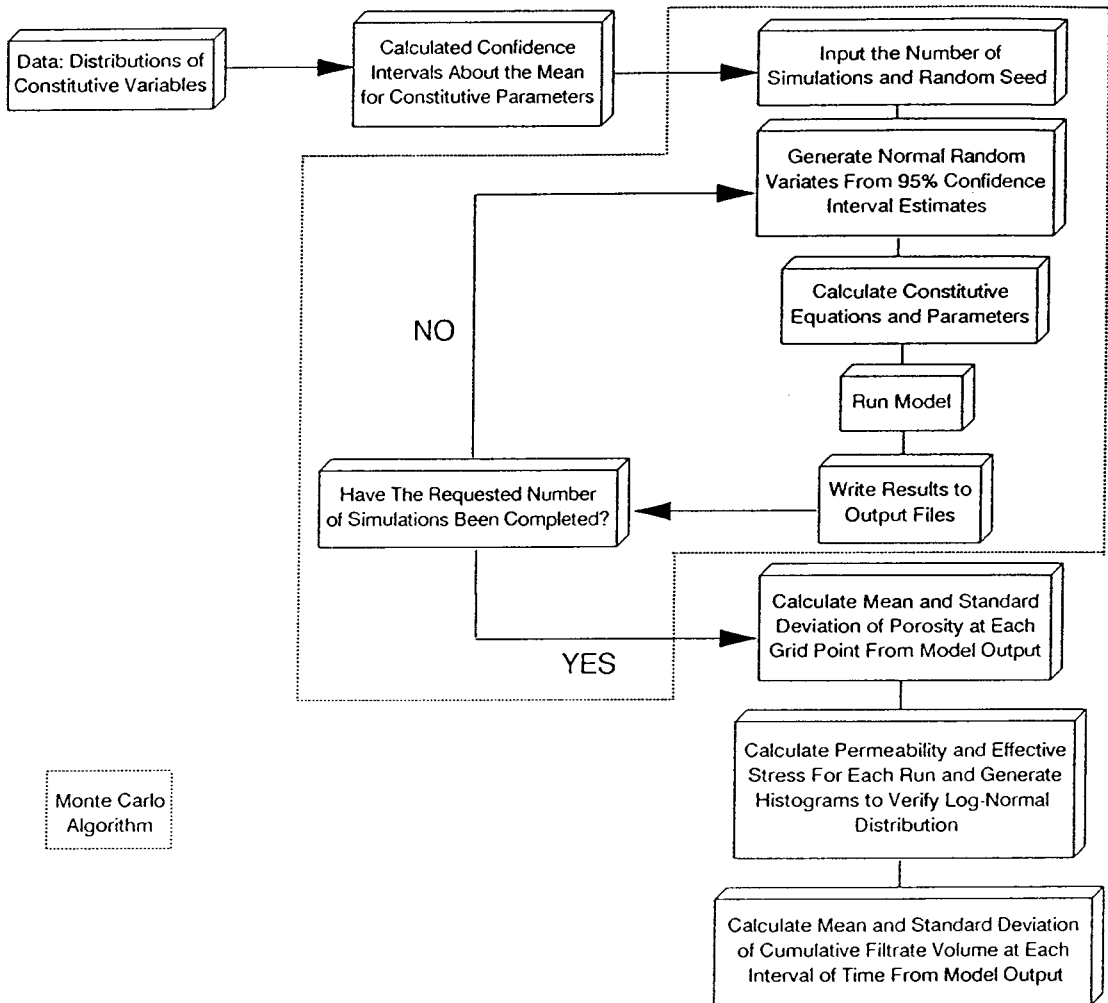 Data: Distributions of
Constitutive Variables
Calculated Confidence
Intervals About the Mean
for Constitutive Parameters
Input the Number of
Simulations and Random Seed
Generate Normal Random
Variates From 95% Confidence
Interval Estimates
Calculate Constitutive
Equations and Parameters
NO
Run Model
Write Results to
Output Files
Have The Requested Number
of Simulations Been Completed?
YES
Calculate Mean and Standard
Deviation of Porosity at Each
Grid Point From Model Output
Calculate Permeability and Effective
Stress For Each Run and Generate
Histograms to Verify Log-Normal
Distribution
Monte Carlo
Algorithm
Calculate Mean and Standard Deviation
of Cumulative Filtrate Volume at Each
Interval of Time From Model Output